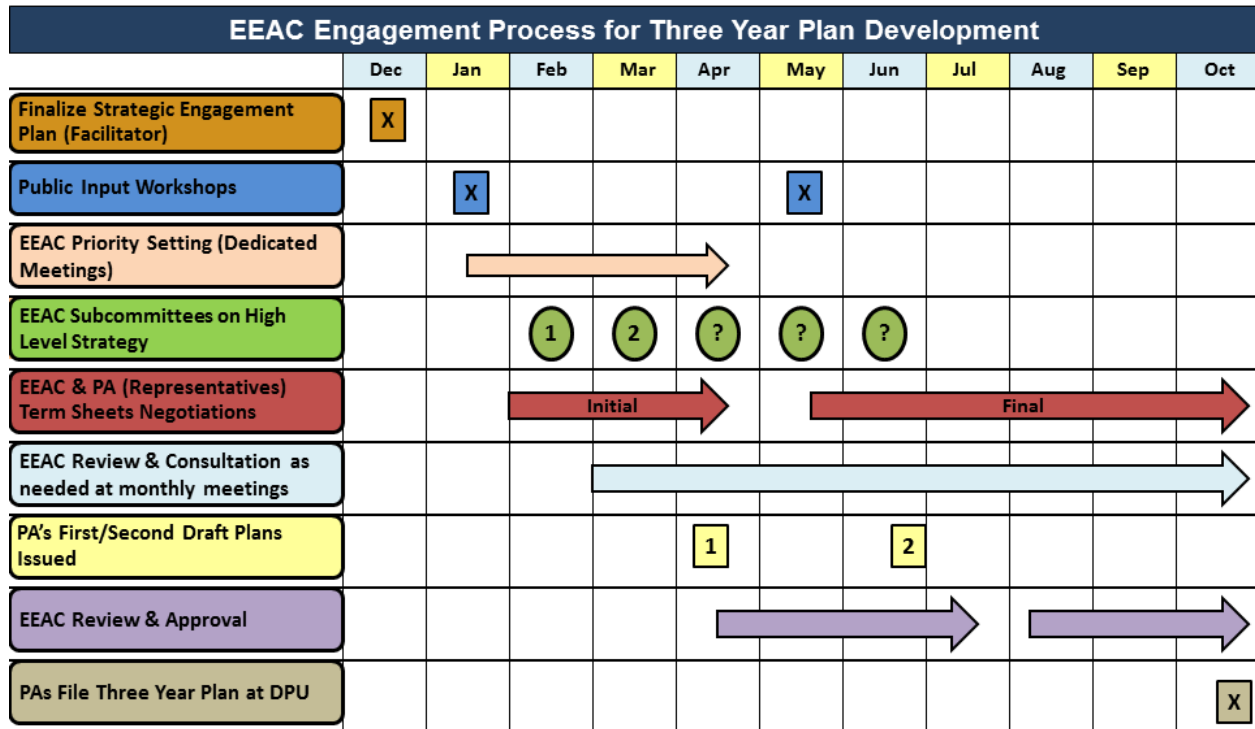 EEAC Engagement Process for Three Year Plan Development
Dec Jan Feb Mar Apr May Jun Jul Aug Sep Oct
Finalize Strategic Engagement
Plan (Facilitator)
X
Public Input Workshops
X X
EEAC Priority Setting (Dedicated
Meetings)
EEAC Subcommittees on High
Level Strategy
1 2 ? ? ?
EEAC & PA (Representatives)
Term Sheets Negotiations
Initial Final
EEAC Review & Consultation as
needed at monthly meetings
PA's First/Second Draft Plans
Issued
1 2
EEAC Review & Approval
PAs File Three Year Plan at DPU
X